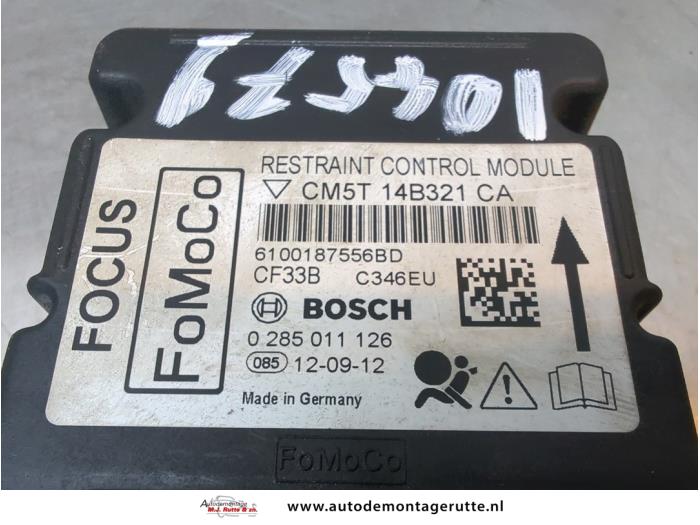 RESTRAINT CONTROL MODULE
CM5T 14B321 CA
6100187556BD
CF33B C346EU
BOSCH
0 285 011 126
085 12-09-12
Made in Germany
FOCUS
FoMoCo
FoMoCo
Autodemontage
M.J. Rutte & zn.
www.autodemontagerutte.nl